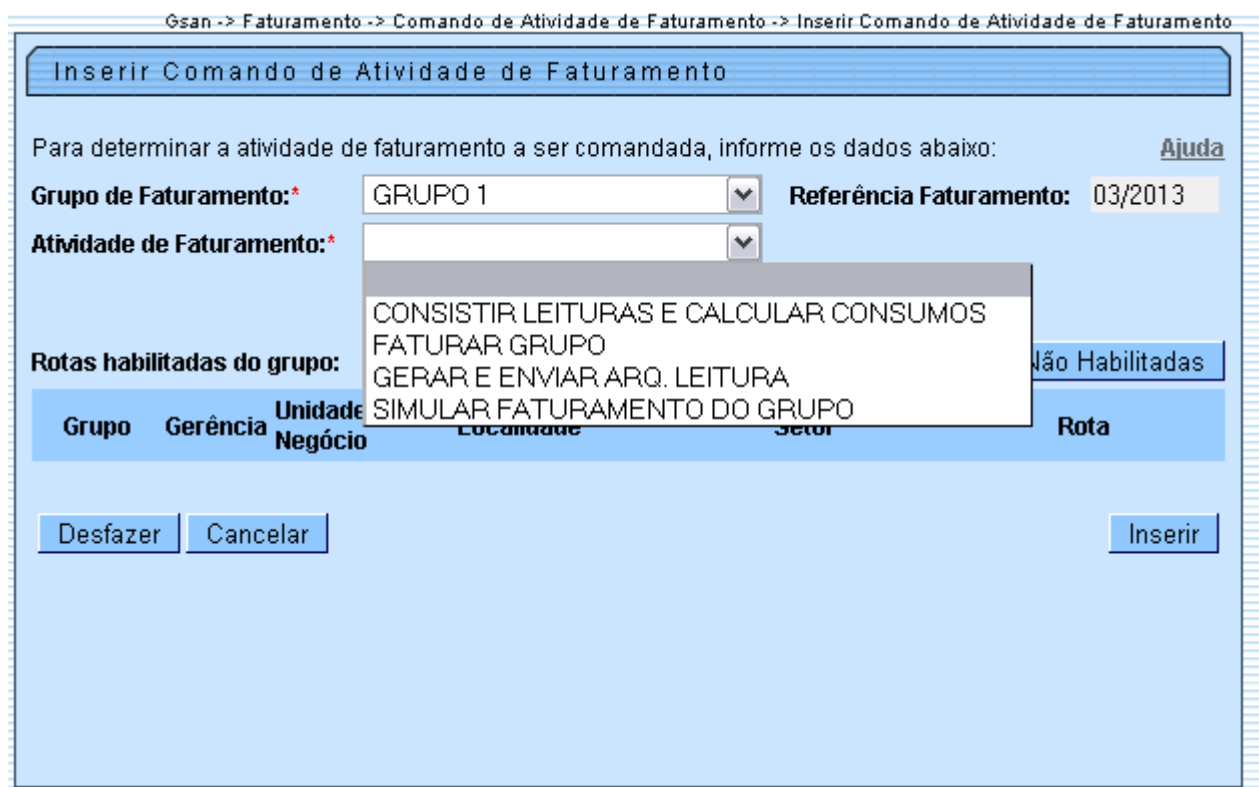 Gsan -> Faturamento -> Comando de Atividade de Faturamento -> Inserir Comando de Atividade de Faturamento
Inserir Comando de Atividade de Faturamento
Para determinar a atividade de faturamento a ser comandada, informe os dados abaixo: Ajuda
Grupo de Faturamento:* GRUPO 1 Referência Faturamento: 03/2013
Atividade de Faturamento:*
CONSISTIR LEITURAS E CALCULAR CONSUMOS
FATURAR GRUPO
Rotas habilitadas do grupo: Não Habilitadas
GERAR E ENVIAR ARQ. LEITURA
SIMULAR FATURAMENTO DO GRUPO
Grupo Gerência Unidade Negócio Localidade Setor Rota
Desfazer Cancelar Inserir